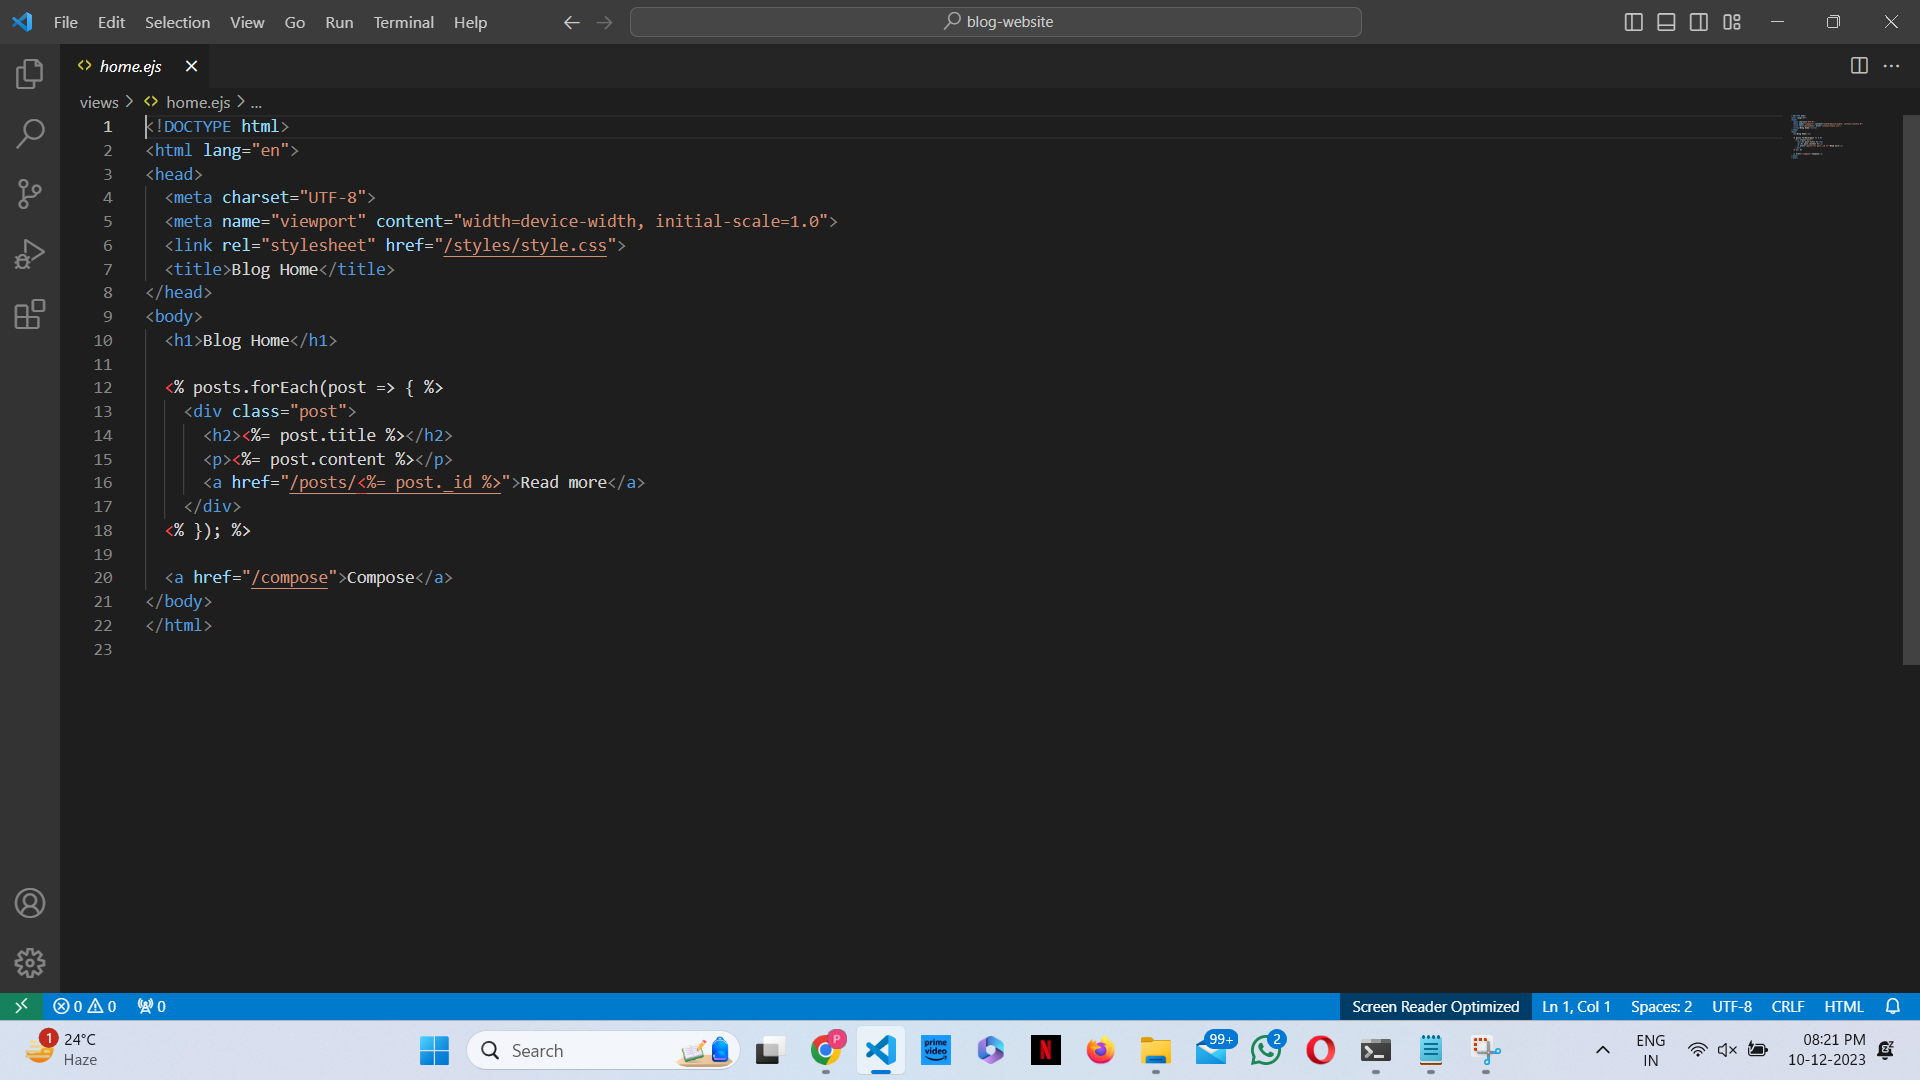 File Edit Selection View Go Run Terminal Help
blog-website
home.ejs
views > home.ejs > ...
1 <!DOCTYPE html>
2 <html lang="en">
3 <head>
4 <meta charset="UTF-8">
5 <meta name="viewport" content="width=device-width, initial-scale=1.0">
6 <link rel="stylesheet" href="/styles/style.css">
7 <title>Blog Home</title>
8 </head>
9 <body>
10 <h1>Blog Home</h1>
11
12 <% posts.forEach(post => { %>
13 <div class="post">
14 <h2><%= post.title %></h2>
15 <p><%= post.content %></p>
16 <a href="/posts/<%= post._id %>">Read more</a>
17 </div>
18 <% }); %>
19
20 <a href="/compose">Compose</a>
21 </body>
22 </html>
23
0 0 0 Screen Reader Optimized Ln 1, Col 1 Spaces: 2 UTF-8 CRLF HTML
1 24°C
Haze
Search
P
prime video
N
99+
2
ENG
IN
08:21 PM
10-12-2023